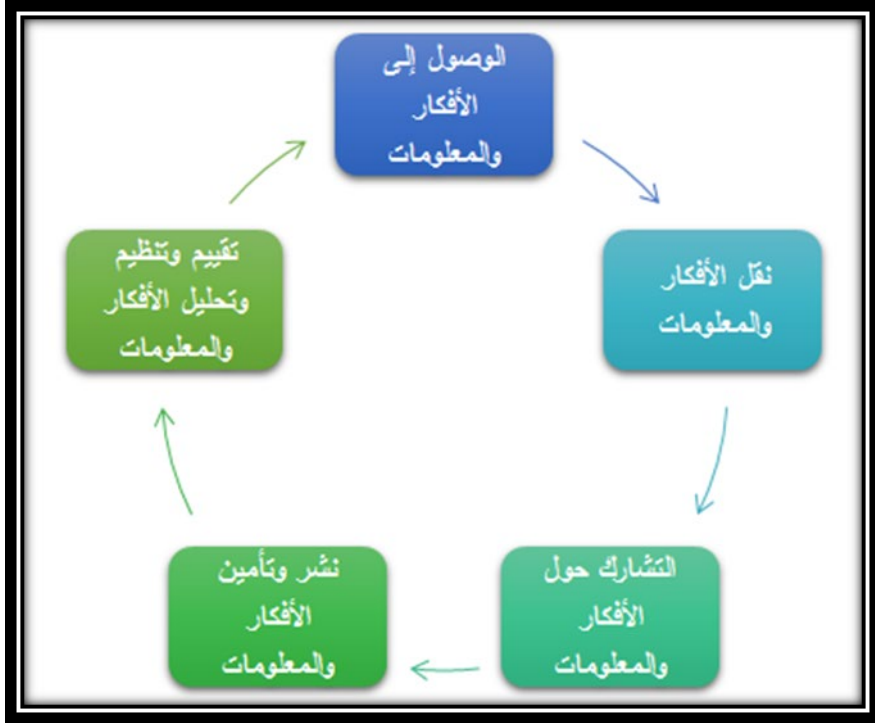 الوصول إلى
الأفكار
والمعلومات
نقل الأفكار
والمعلومات
التشارك حول
الأفكار
والمعلومات
نشر وتأمين
الأفكار
والمعلومات
تقييم وتنظيم
وتحليل الأفكار
والمعلومات